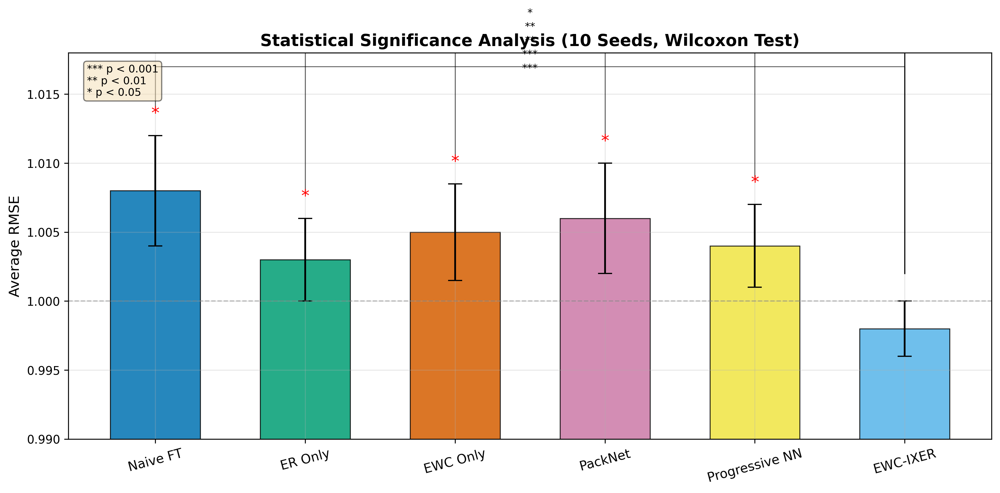 *
**
**
Statistical Significance Analysis (10 Seeds, Wilcoxon Test)
***
***
*** p < 0.001
** p < 0.01
* p < 0.05
*
*
*
*
*
Average RMSE
1.015
1.010
1.005
1.000
0.995
0.990
Naive FT
ER Only
EWC Only
PackNet
Progressive NN
EWC-IXER